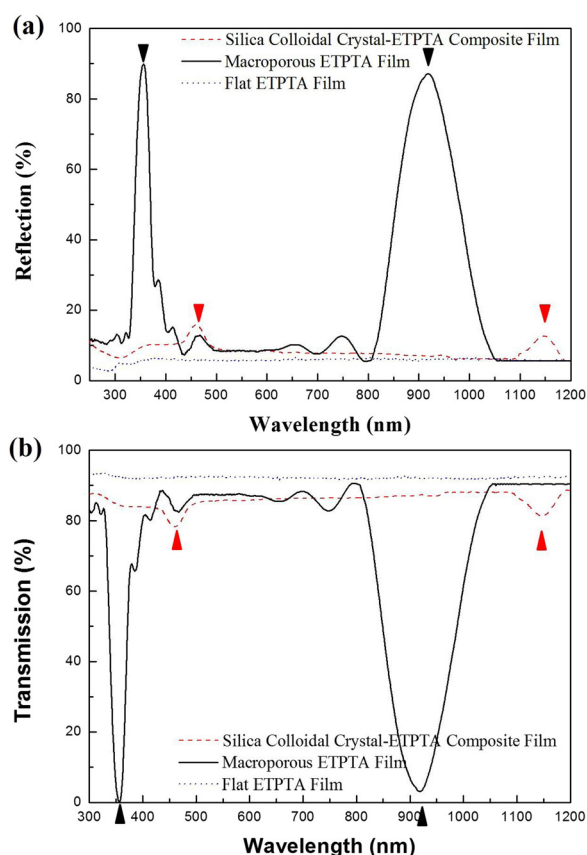 (a)
Silica Colloidal Crystal-ETPTA Composite Film
Macroporous ETPTA Film
Flat ETPTA Film
100
80
60
40
20
0
Reflection (%)
300 400 500 600 700 800 900 1000 1100 1200
Wavelength (nm)
(b)
100
80
60
40
20
0
Transmission (%)
Silica Colloidal Crystal-ETPTA Composite Film
Macroporous ETPTA Film
Flat ETPTA Film
300 400 500 600 700 800 900 1000 1100 1200
Wavelength (nm)